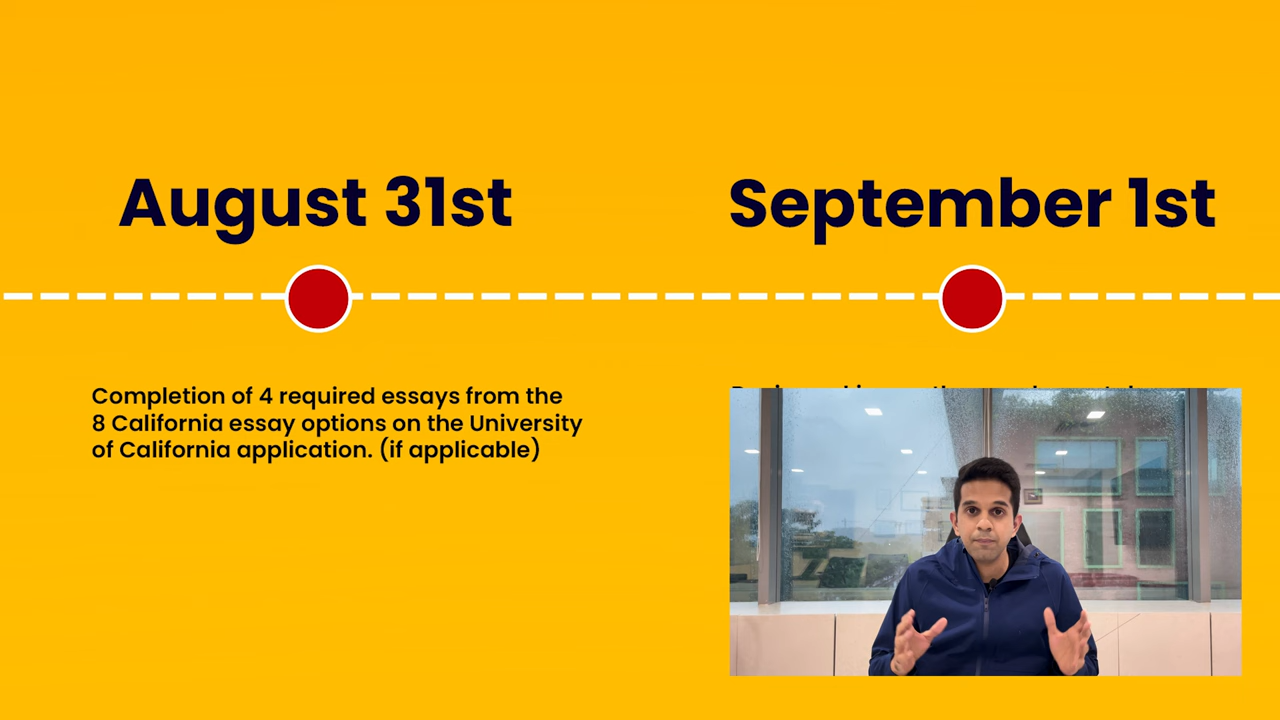 August 31st
September 1st
Completion of 4 required essays from the
8 California essay options on the University
of California application. (if applicable)